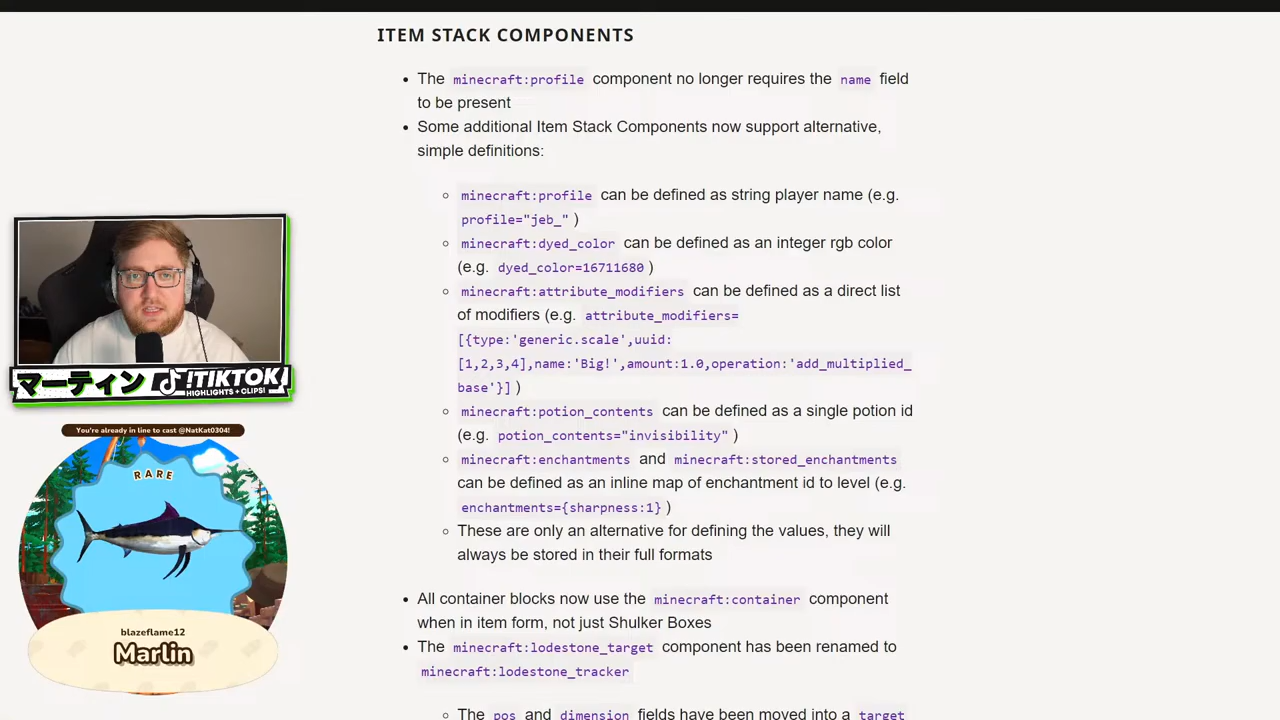 ITEM STACK COMPONENTS
• The minecraft:profile component no longer requires the name field
to be present
• Some additional Item Stack Components now support alternative,
simple definitions:
◦ minecraft:profile can be defined as string player name (e.g.
profile="jeb_" )
◦ minecraft:dyed_color can be defined as an integer rgb color
(e.g. dyed_color=16711680 )
◦ minecraft:attribute_modifiers can be defined as a direct list
of modifiers (e.g. attribute_modifiers=
[{type:'generic.scale',uuid:
[1,2,3,4],name:'Big!',amount:1.0,operation:'add_multiplied_
base'}] )
◦ minecraft:potion_contents can be defined as a single potion id
(e.g. potion_contents="invisibility" )
◦ minecraft:enchantments and minecraft:stored_enchantments
can be defined as an inline map of enchantment id to level (e.g.
enchantments={sharpness:1} )
◦ These are only an alternative for defining the values, they will
always be stored in their full formats
• All container blocks now use the minecraft:container component
when in item form, not just Shulker Boxes
• The minecraft:lodestone_target component has been renamed to
minecraft:lodestone_tracker
◦ The pos and dimension fields have been moved into a target
マーティン !TIKTOK
HIGHLIGHTS + CLIPS!
You're already in line to cast @NatKat0304!
RARE
blazeflame12
Marlin